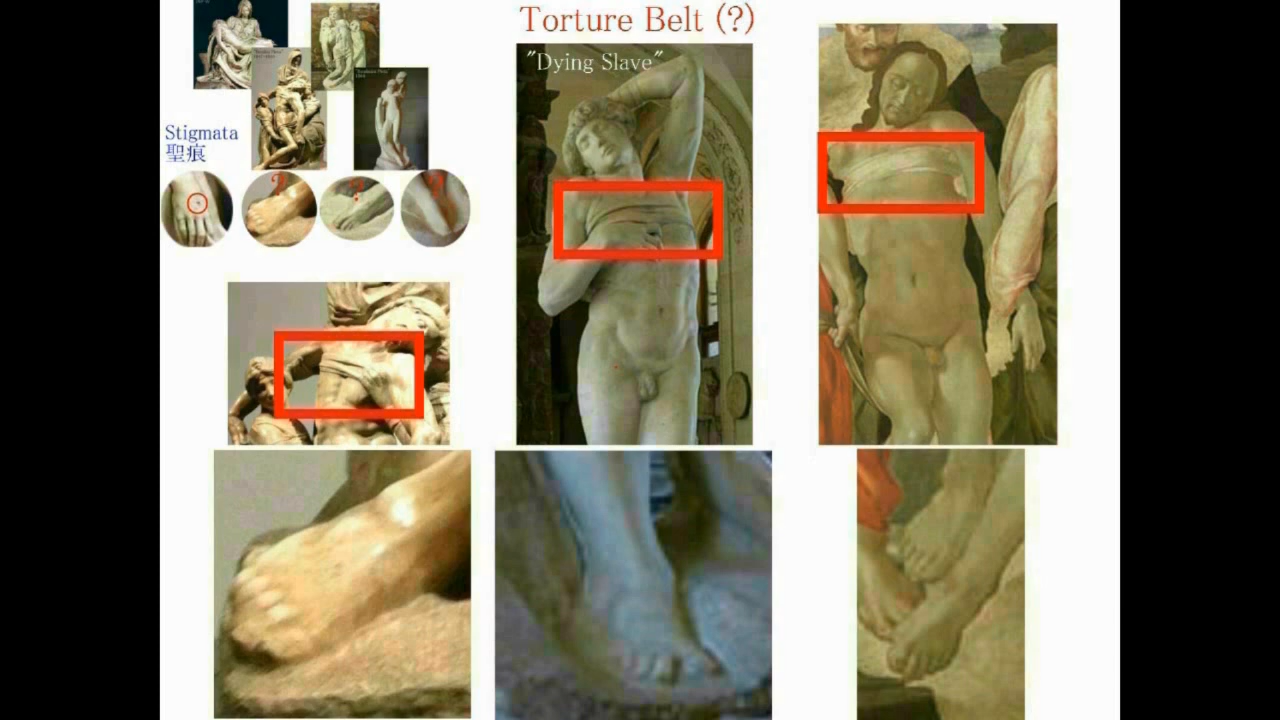 Torture Belt (?)
"Dying Slave"
Stigmata
聖痕
?
?
?